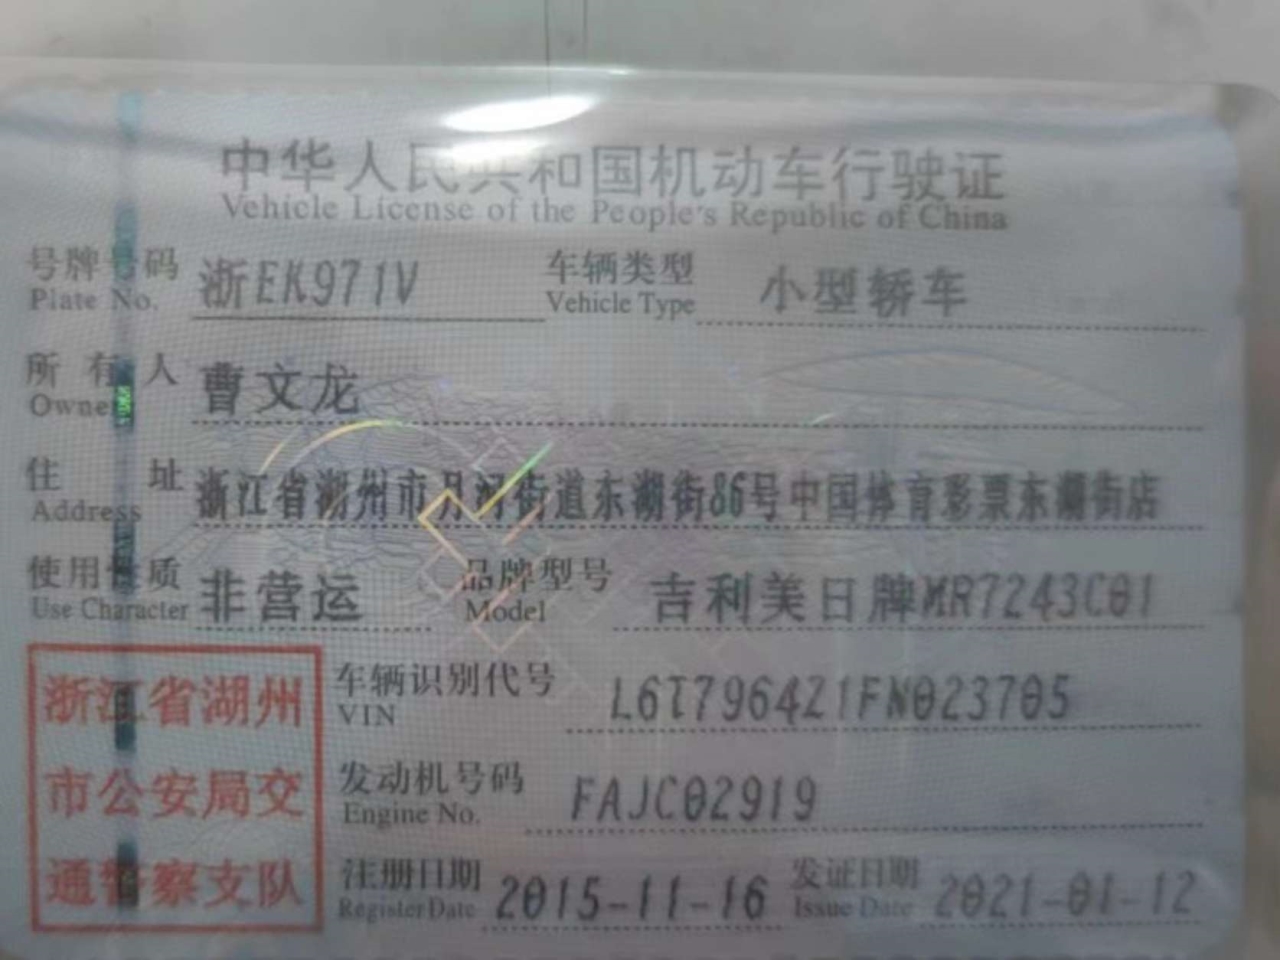 中华人民共和国机动车行驶证
Vehicle License of the People's Republic of China
号牌号码 浙EK971V 车辆类型 小型轿车
Plate No. Vehicle Type
所有人 曹文龙
Owner
住址 浙江省湖州市月河街道东湖街86号中国体育彩票东湖街店
Address
使用性质 非营运 品牌型号 吉利美日牌MR7243C01
Use Character Model
浙江省湖州
市公安局交
通警察支队
车辆识别代号 L6T7964Z1FN023705
VIN
发动机号码 FAJC02919
Engine No.
注册日期 2015-11-16 发证日期 2021-01-12
Register Date Issue Date